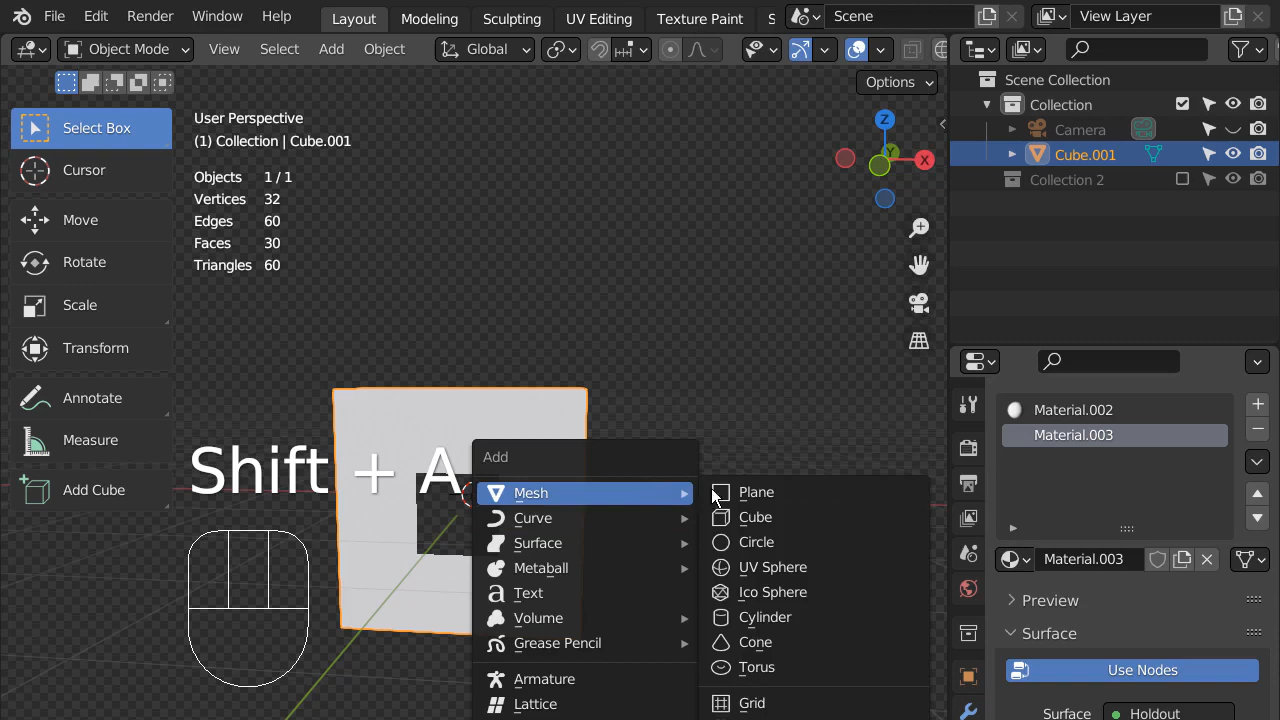 File Edit Render Window Help Layout Modeling Sculpting UV Editing Texture Paint S Scene View Layer
Object Mode View Select Add Object Global
Options
Select Box
Cursor
Move
Rotate
Scale
Transform
Annotate
Measure
Add Cube
User Perspective
(1) Collection | Cube.001
Objects 1 / 1
Vertices 32
Edges 60
Faces 30
Triangles 60
Z
Y
X
Shift + A
Add
Mesh
Curve
Surface
Metaball
Text
Volume
Grease Pencil
Armature
Lattice
Plane
Cube
Circle
UV Sphere
Ico Sphere
Cylinder
Cone
Torus
Grid
Scene Collection
Collection
Camera
Cube.001
Collection 2
Material.002
Material.003
Material.003
Preview
Surface
Use Nodes
Surface Holdout